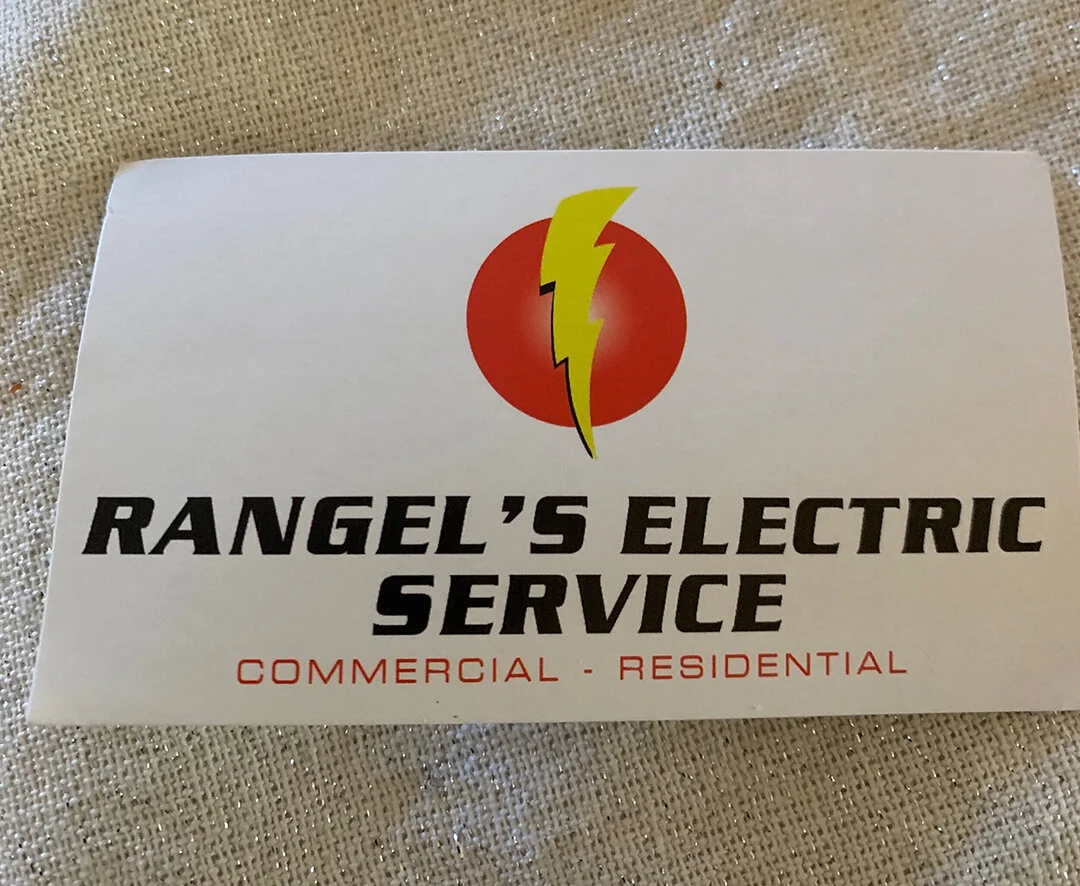 RANGEL'S ELECTRIC
SERVICE
COMMERCIAL - RESIDENTIAL